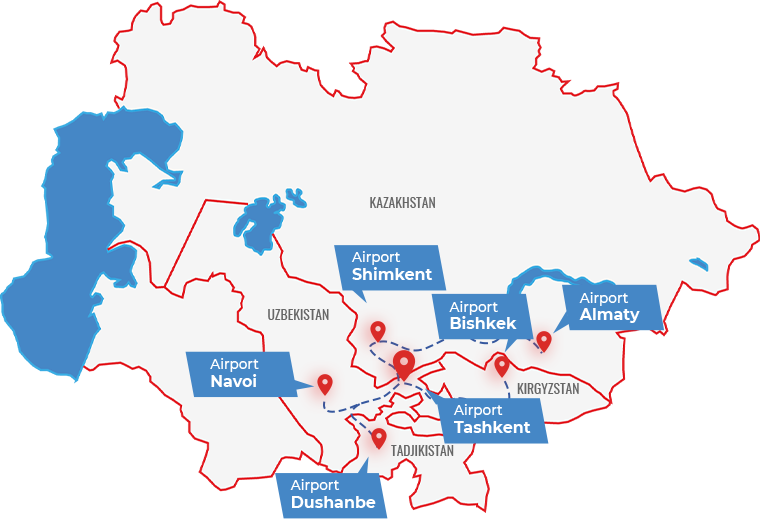 KAZAKHSTAN
Airport
Shimkent
Airport
Bishkek
Airport
Almaty
UZBEKISTAN
Airport
Navoi
KIRGYZSTAN
Airport
Tashkent
TADJIKISTAN
Airport
Dushanbe